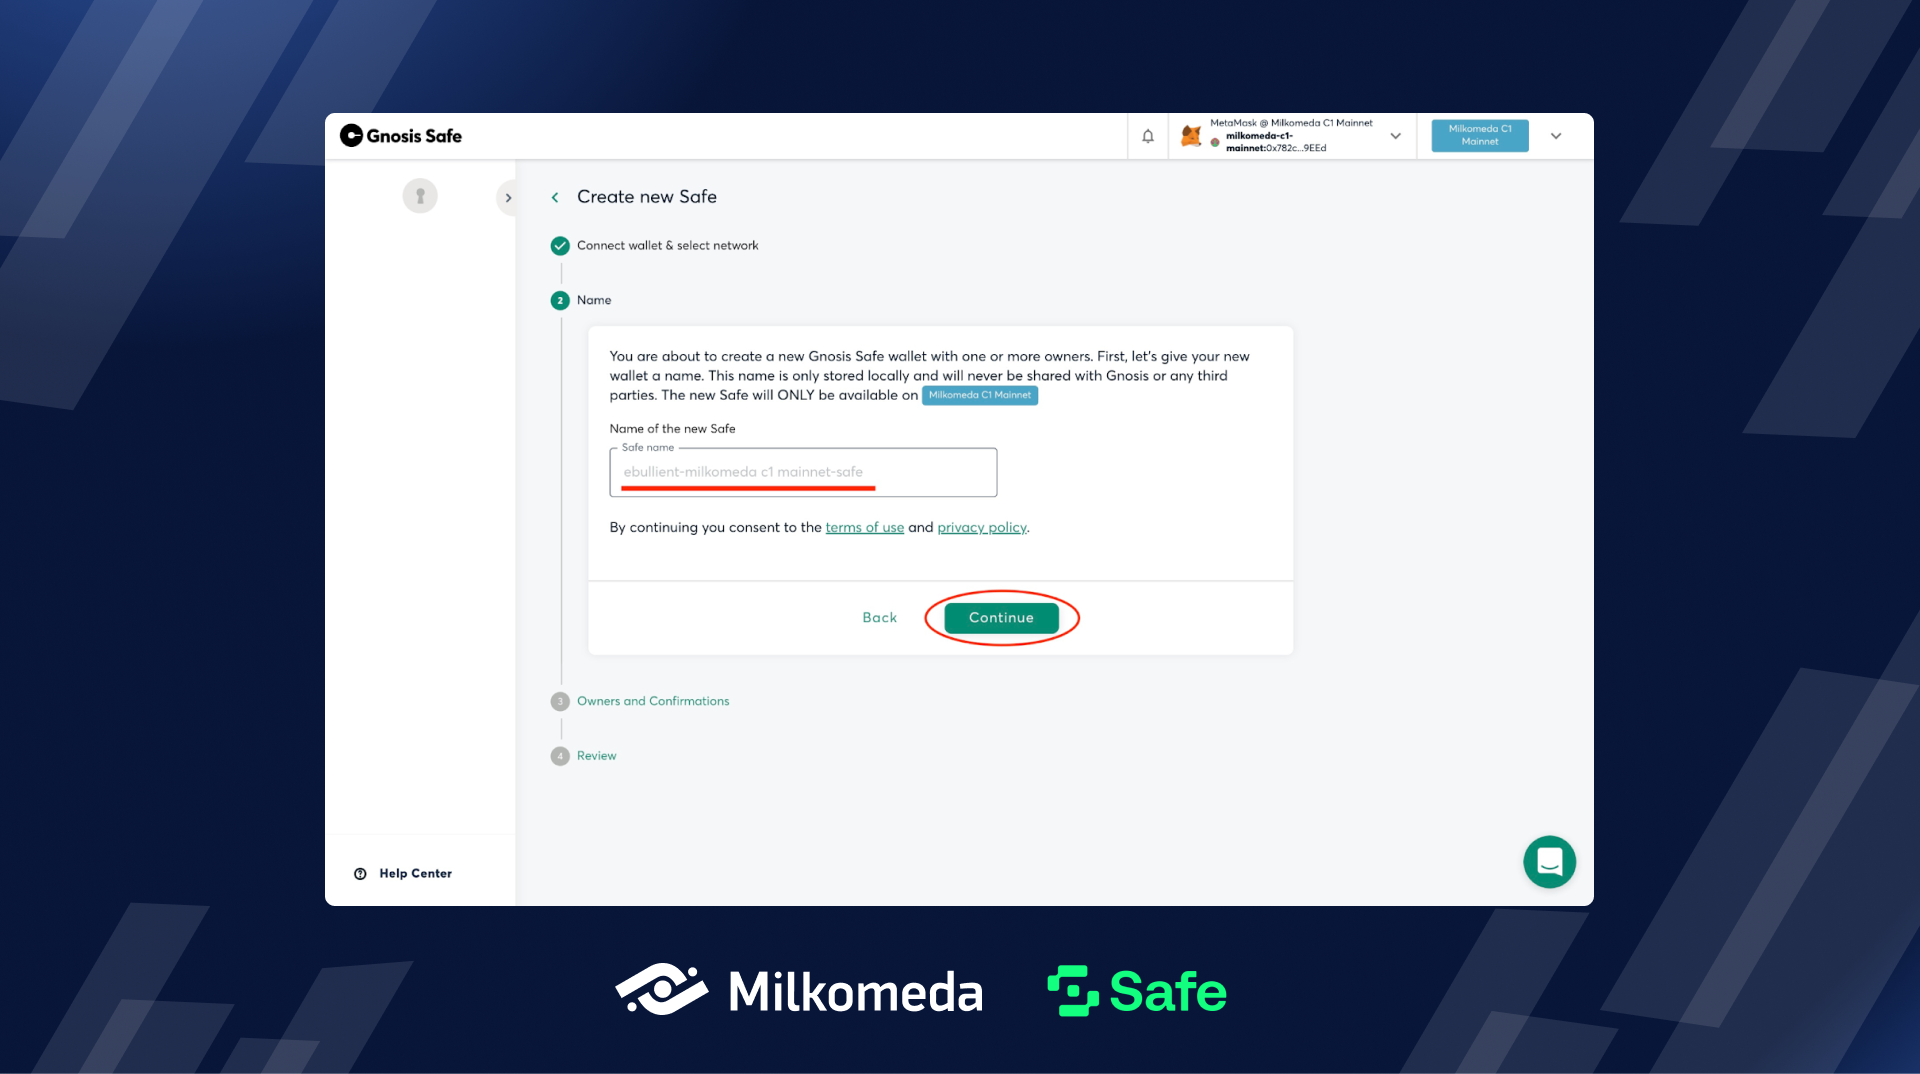 Gnosis Safe
MetaMask @ Milkomeda C1 Mainnet
milkomeda-c1-
mainnet:0x782c...9EEd
Milkomeda C1
Mainnet
Create new Safe
Connect wallet & select network
2 Name
You are about to create a new Gnosis Safe wallet with one or more owners. First, let's give your new
wallet a name. This name is only stored locally and will never be shared with Gnosis or any third
parties. The new Safe will ONLY be available on Milkomeda C1 Mainnet
Name of the new Safe
Safe name
ebullient-milkomeda c1 mainnet-safe
By continuing you consent to the terms of use and privacy policy.
Back Continue
3 Owners and Confirmations
4 Review
Help Center
Milkomeda Safe